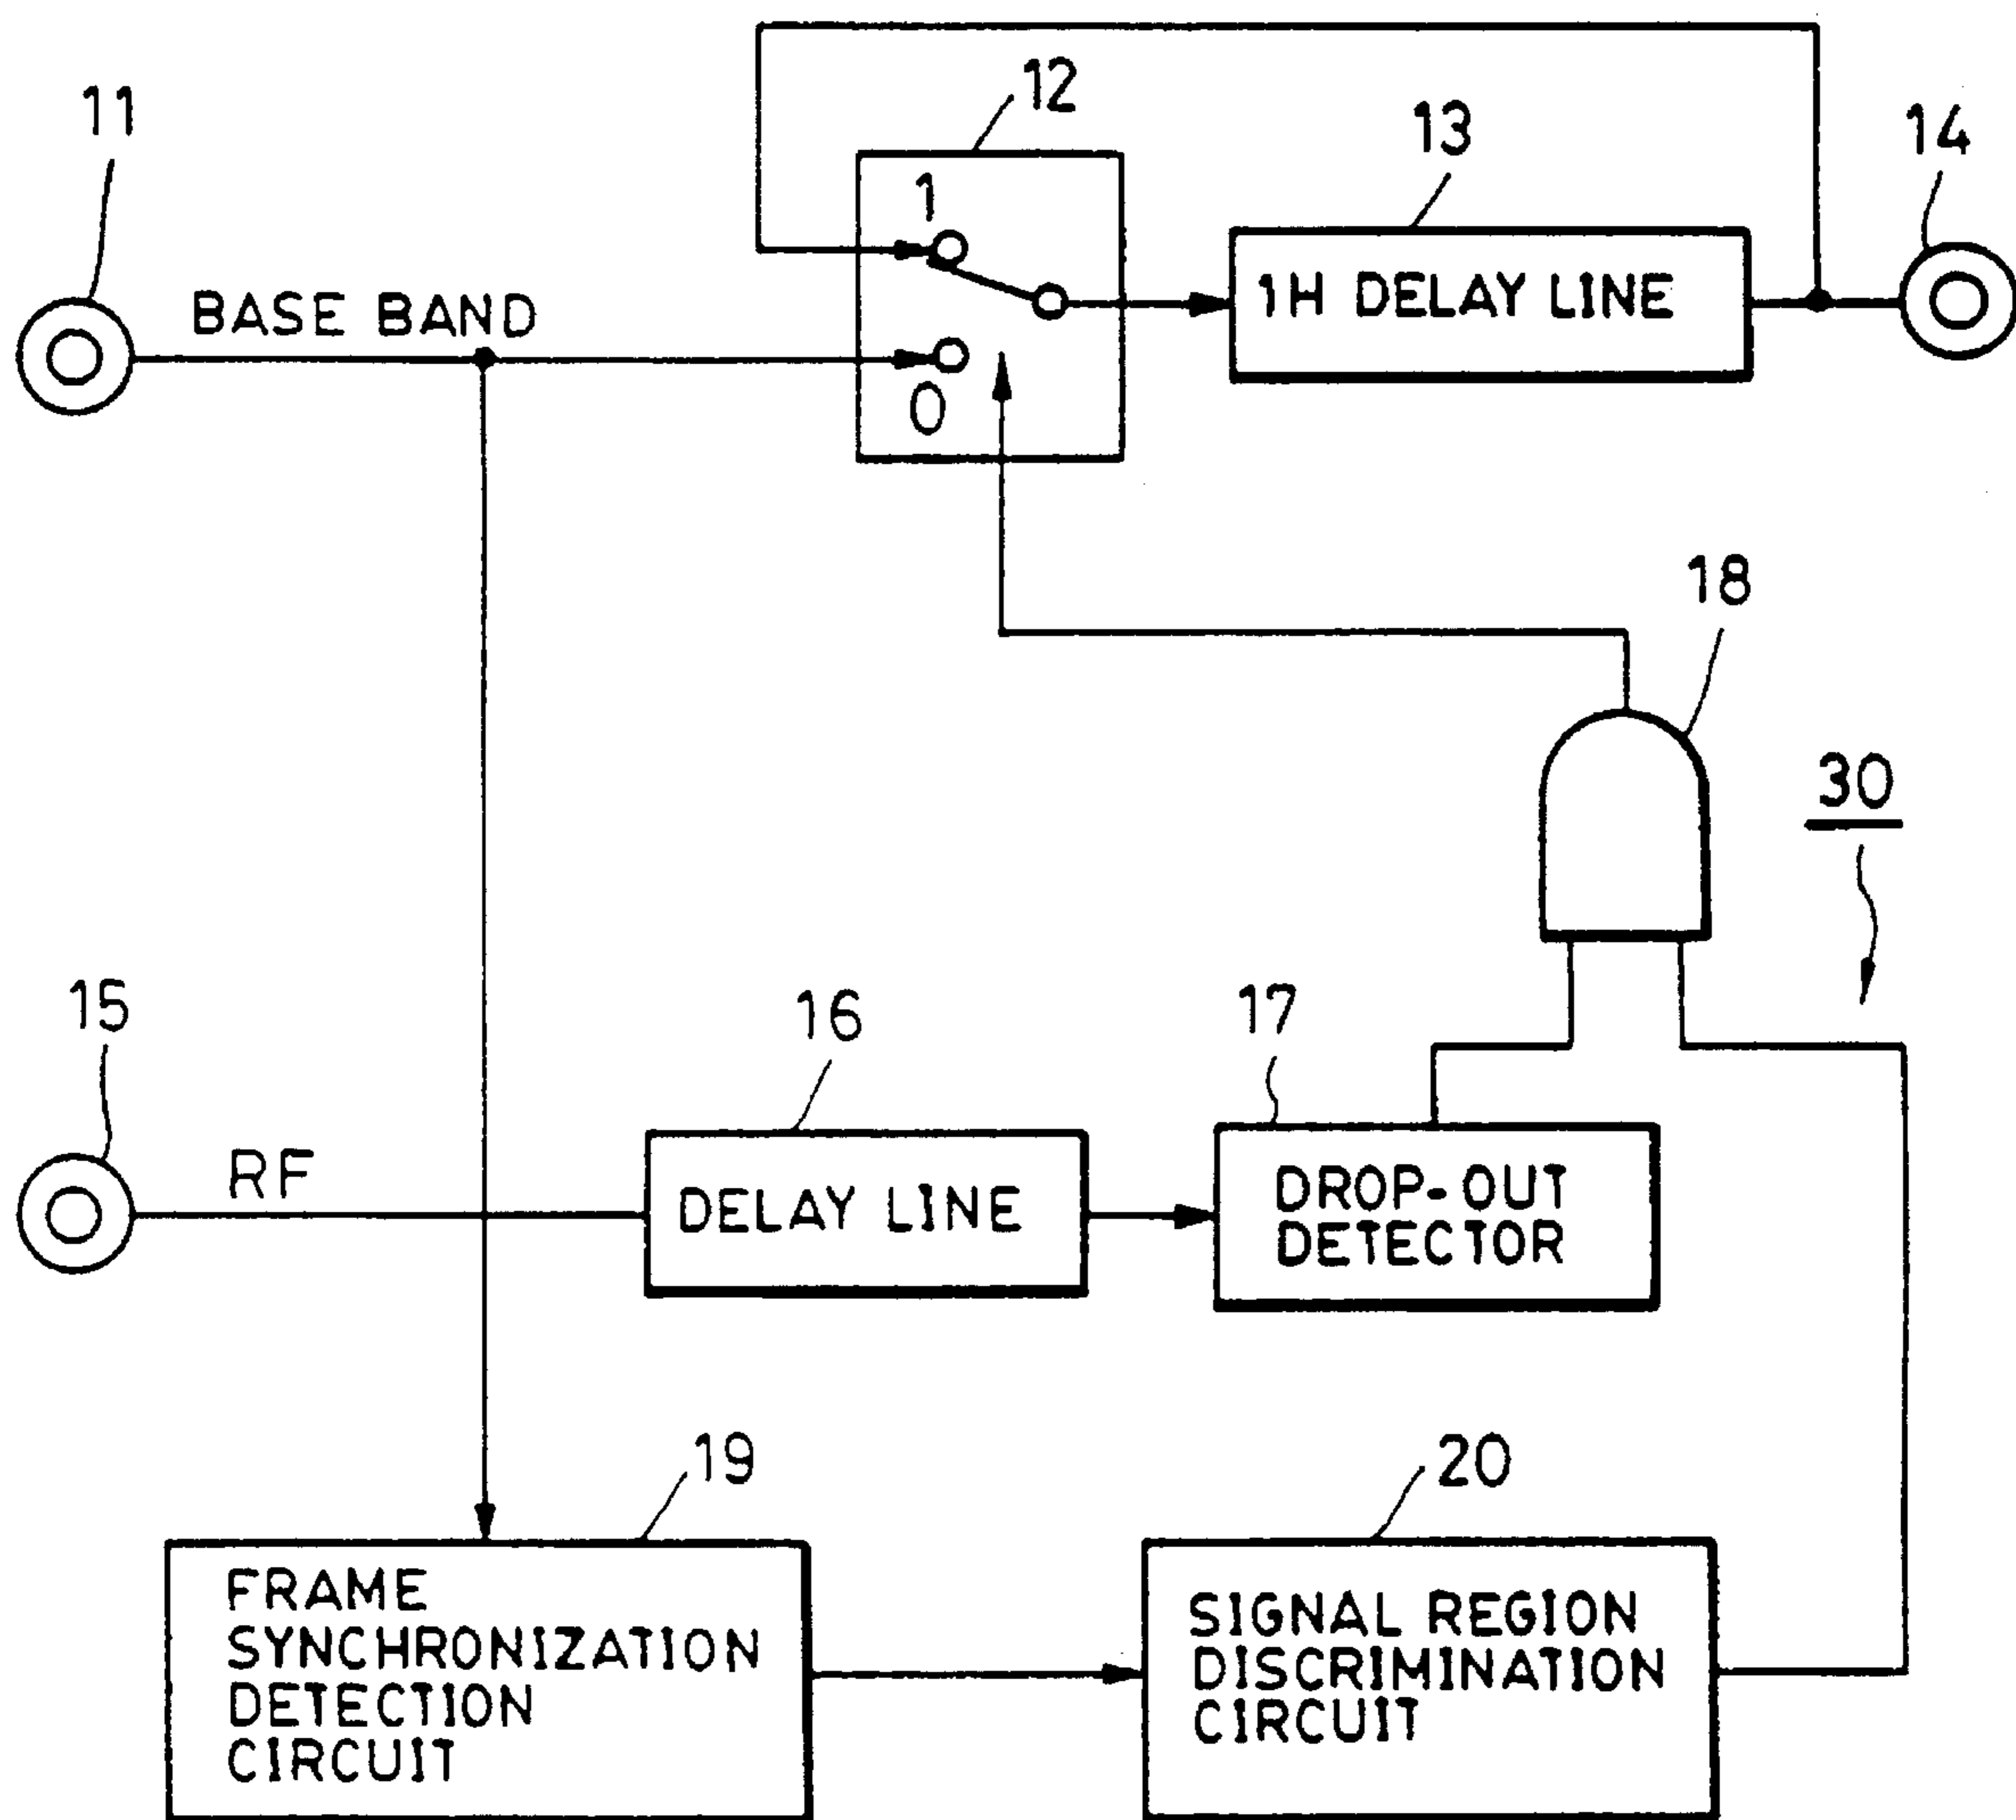 12
11
13
14
1
1H DELAY LINE
BASE BAND
0
18
30
15
16
17
RF
DELAY LINE
DROP-OUT
DETECTOR
19
20
FRAME
SYNCHRONIZATION
DETECTION
CIRCUIT
SIGNAL REGION
DISCRIMINATION
CIRCUIT